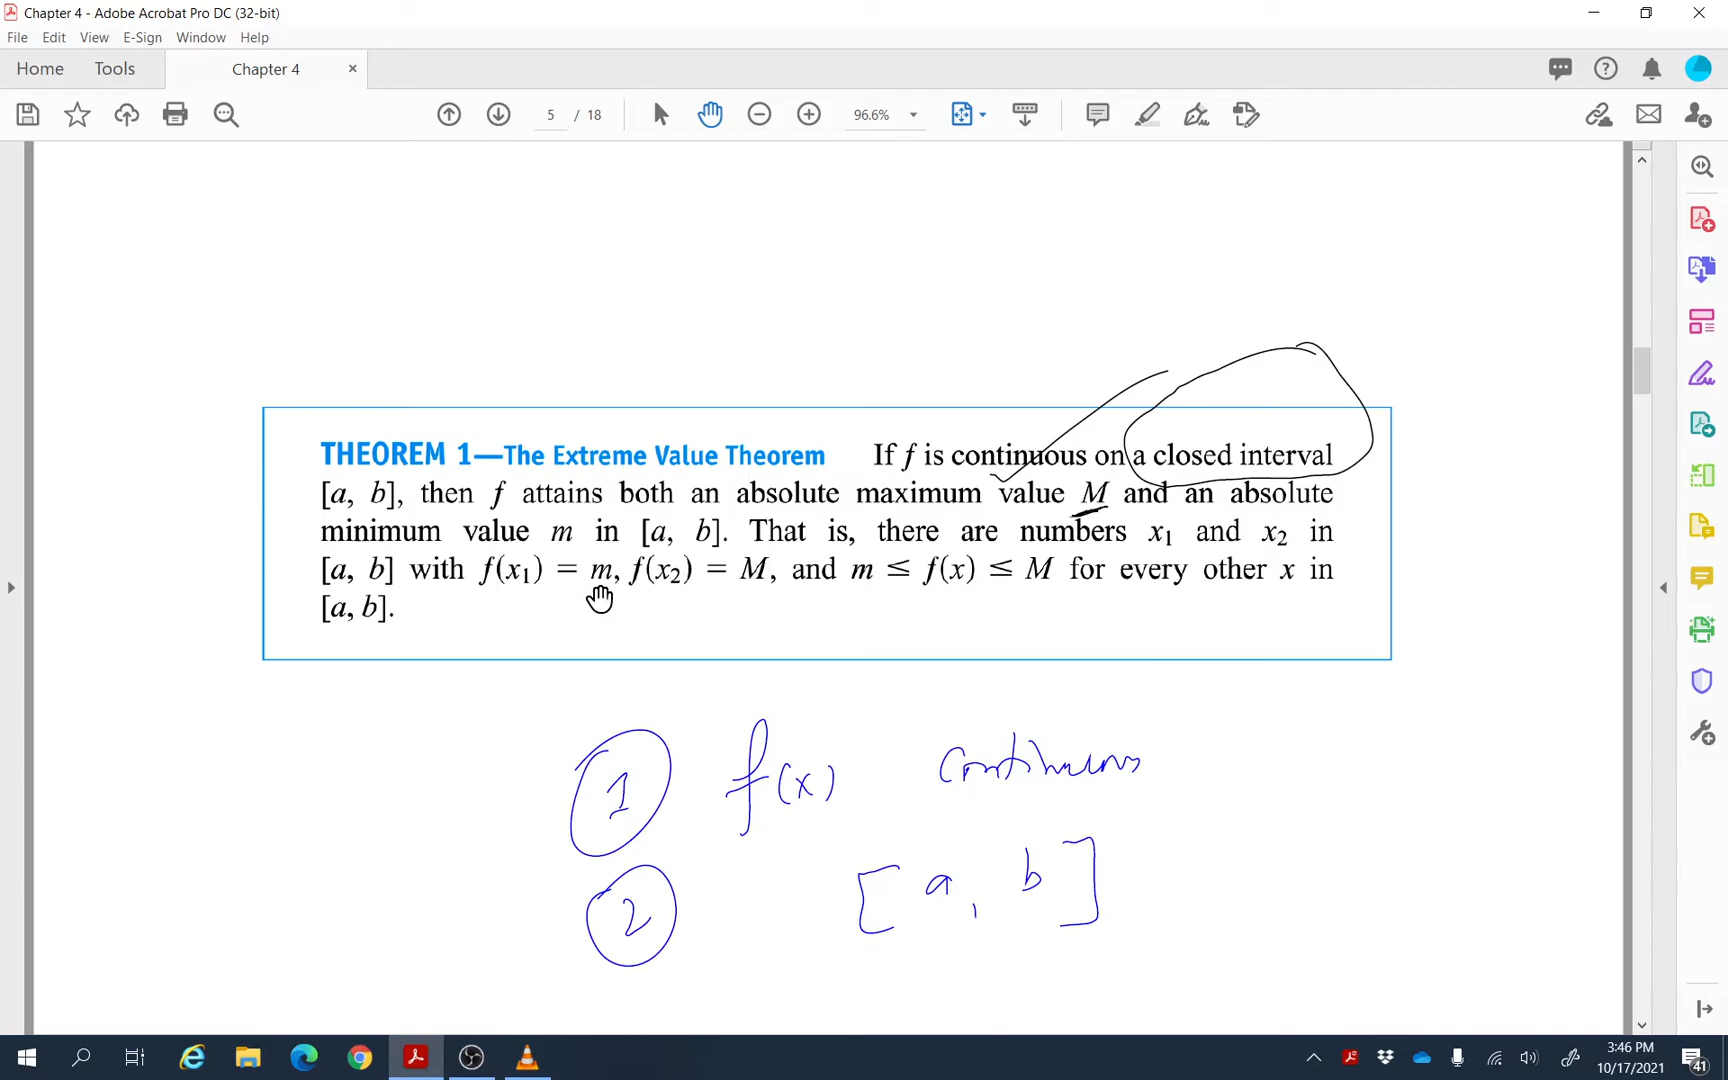 Chapter 4 - Adobe Acrobat Pro DC (32-bit)
File Edit View E-Sign Window Help
Home Tools Chapter 4 ×
5 / 18 96.6%
THEOREM 1—The Extreme Value Theorem If f is continuous on a closed interval
[a, b], then f attains both an absolute maximum value M and an absolute
minimum value m in [a, b]. That is, there are numbers x₁ and x₂ in
[a, b] with f(x₁) = m, f(x₂) = M, and m ≤ f(x) ≤ M for every other x in
[a, b].
1 f(x) continuous
2 [a, b]
3:46 PM
10/17/2021
41